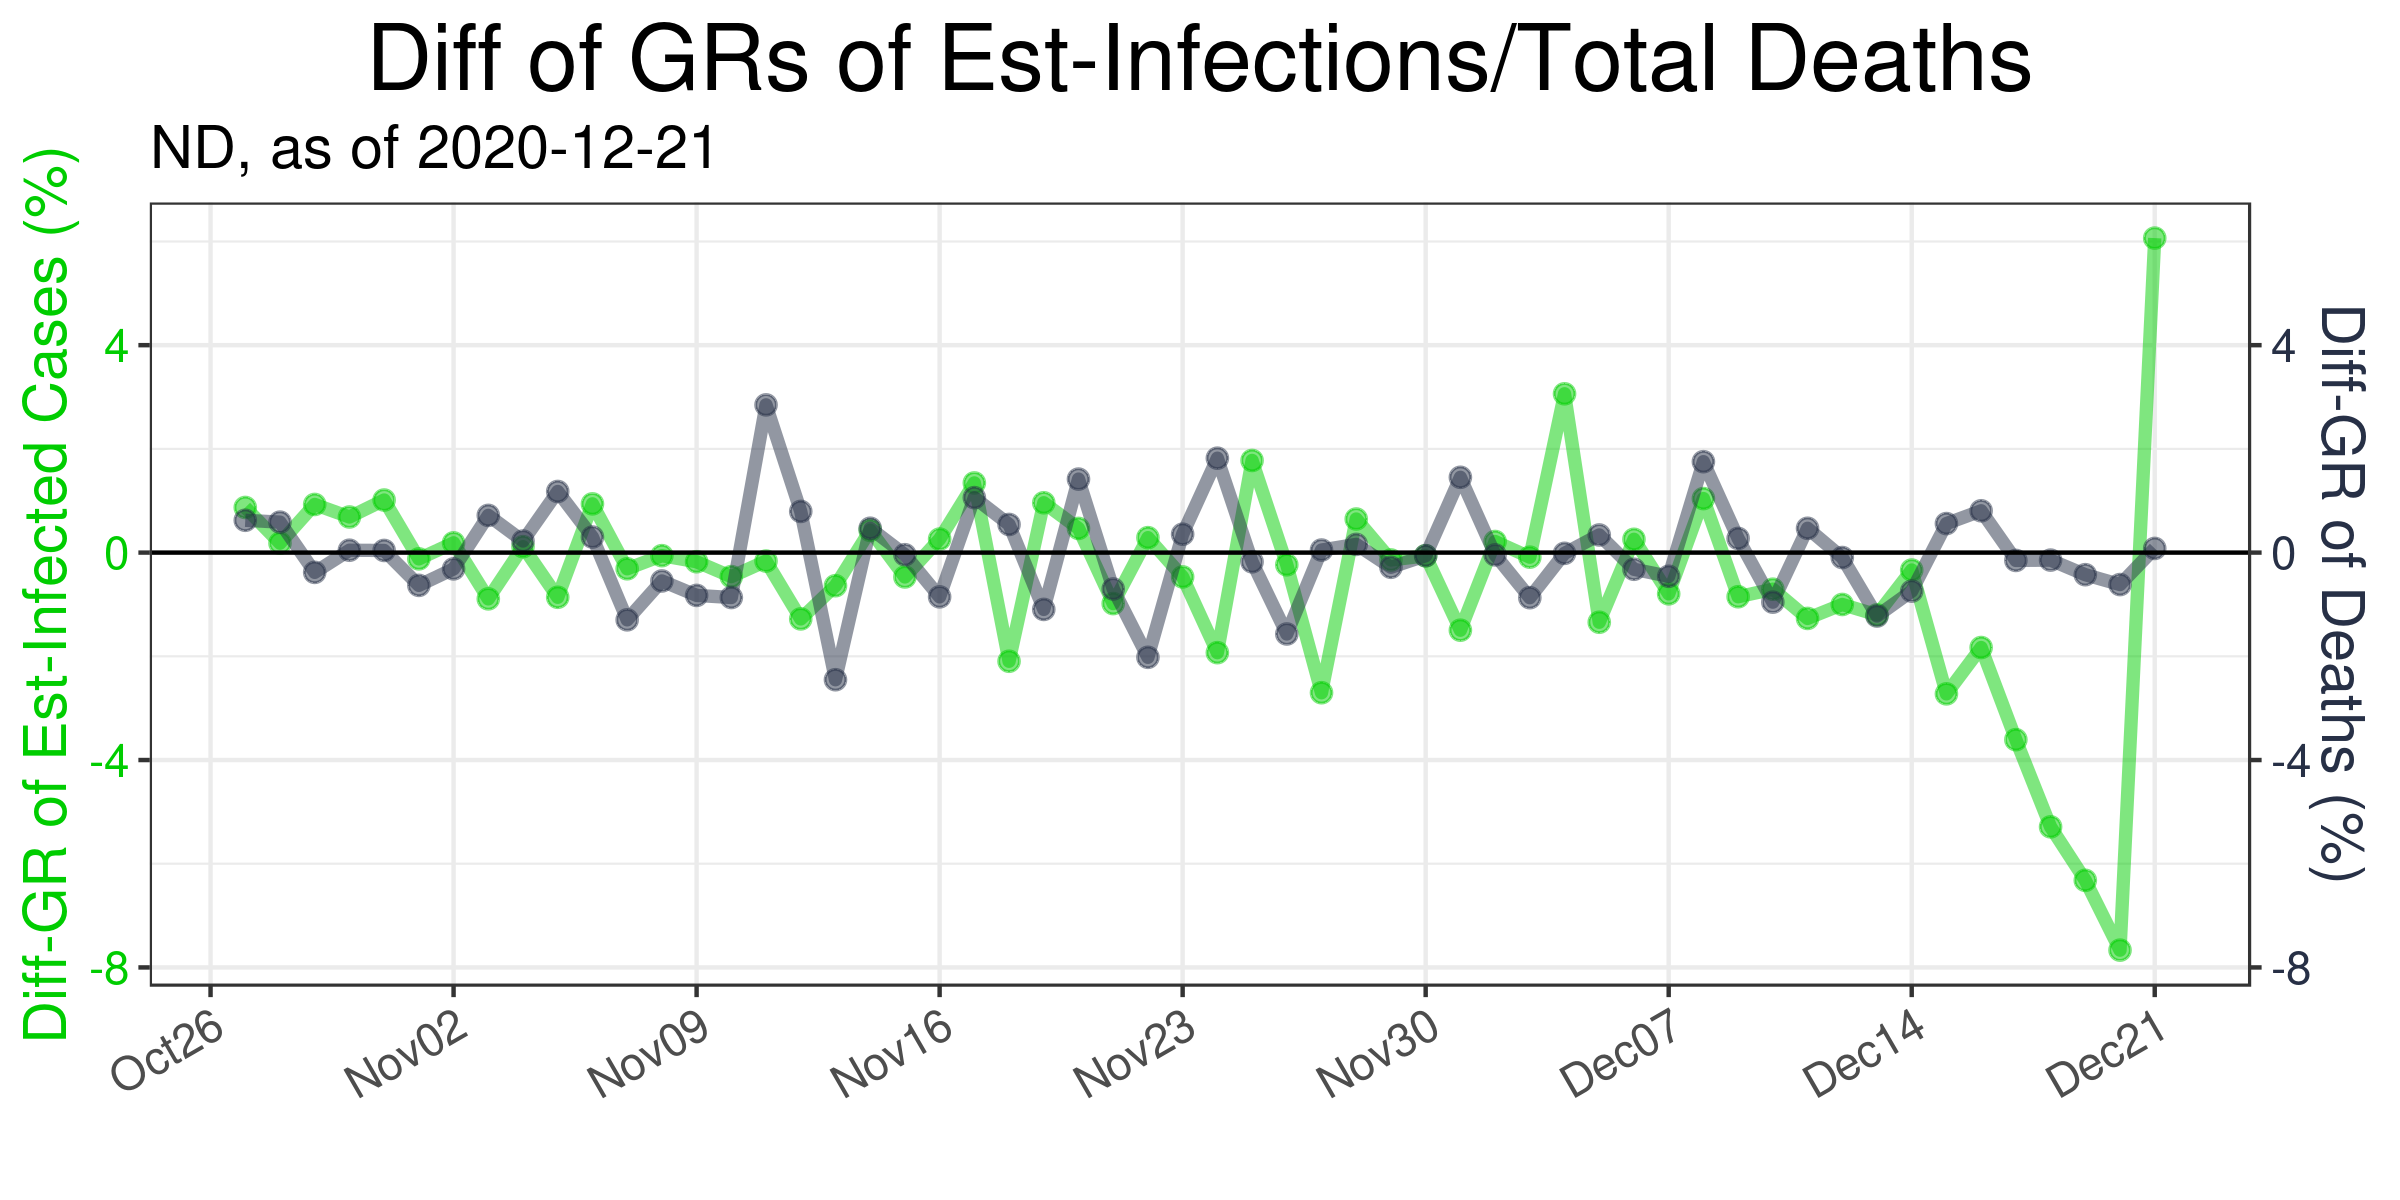 Diff of GRs of Est-Infections/Total Deaths
ND, as of 2020-12-21
Diff-GR of Est-Infected Cases (%)
4
0
-4
-8
4
0
-4
-8
Diff-GR of Deaths (%)
Oct26
Nov02
Nov09
Nov16
Nov23
Nov30
Dec07
Dec14
Dec21